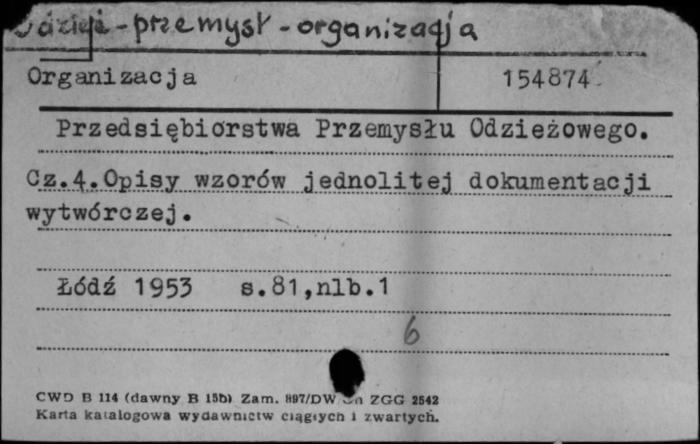 Odzież - przemysł - organizacja
Organizacja 154874
Przedsiębiorstwa Przemysłu Odzieżowego.
Cz.4.Opisy wzorów jednolitej dokumentacji
wytwórczej.
Łódź 1953 s.81,nlb.1
6
CWD B 114 (dawny B 15b) Zam. 897/DW ZGG 2542
Karta katalogowa wydawnictw ciągłych i zwartych.